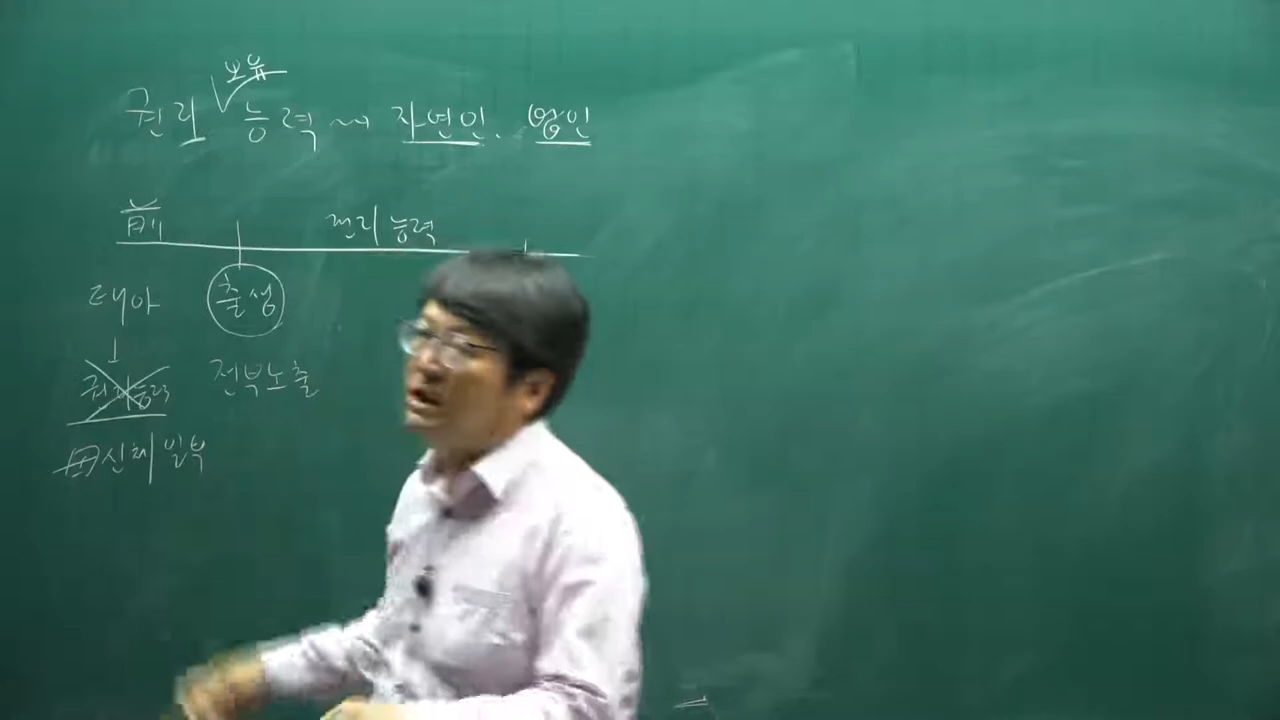 보유
권리 능력 → 자연인. 법인
前 권리 능력
태아 출생
권리능력 전부노출
母신체 일부